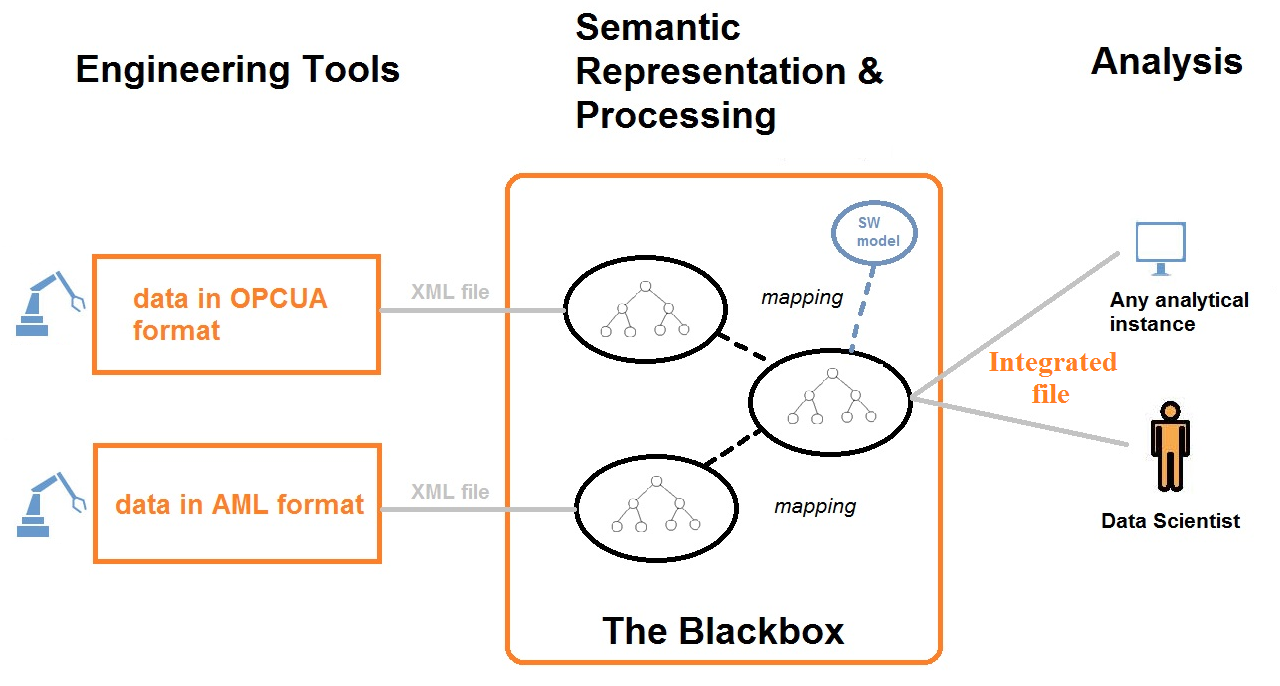 Engineering Tools
Semantic
Representation &
Processing
Analysis
data in OPCUA
format
XML file
mapping
SW
model
Any analytical
instance
Integrated
file
data in AML format
XML file
mapping
Data Scientist
The Blackbox